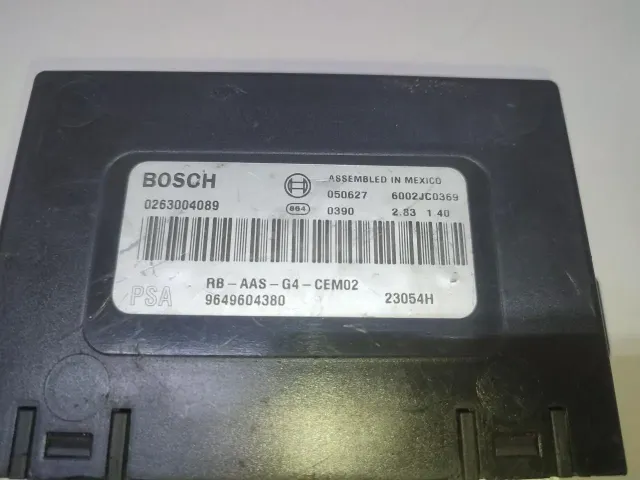 BOSCH
ASSEMBLED IN MEXICO
050627 6002JC0369
0263004089
864 0390 2.83 1.40
RB-AAS-G4-CEM02
PSA 9649604380 23054H